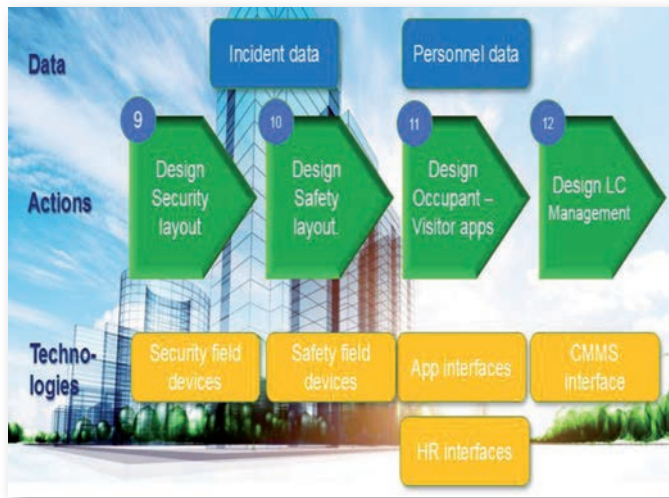 Data
Incident data
Personnel data
Actions
9
Design
Security
layout
10
Design
Safety
layout.
11
Design
Occupant –
Visitor apps
12
Design LC
Management
Techno-
logies
Security field
devices
Safety field
devices
App interfaces
CMMS
interface
HR interfaces